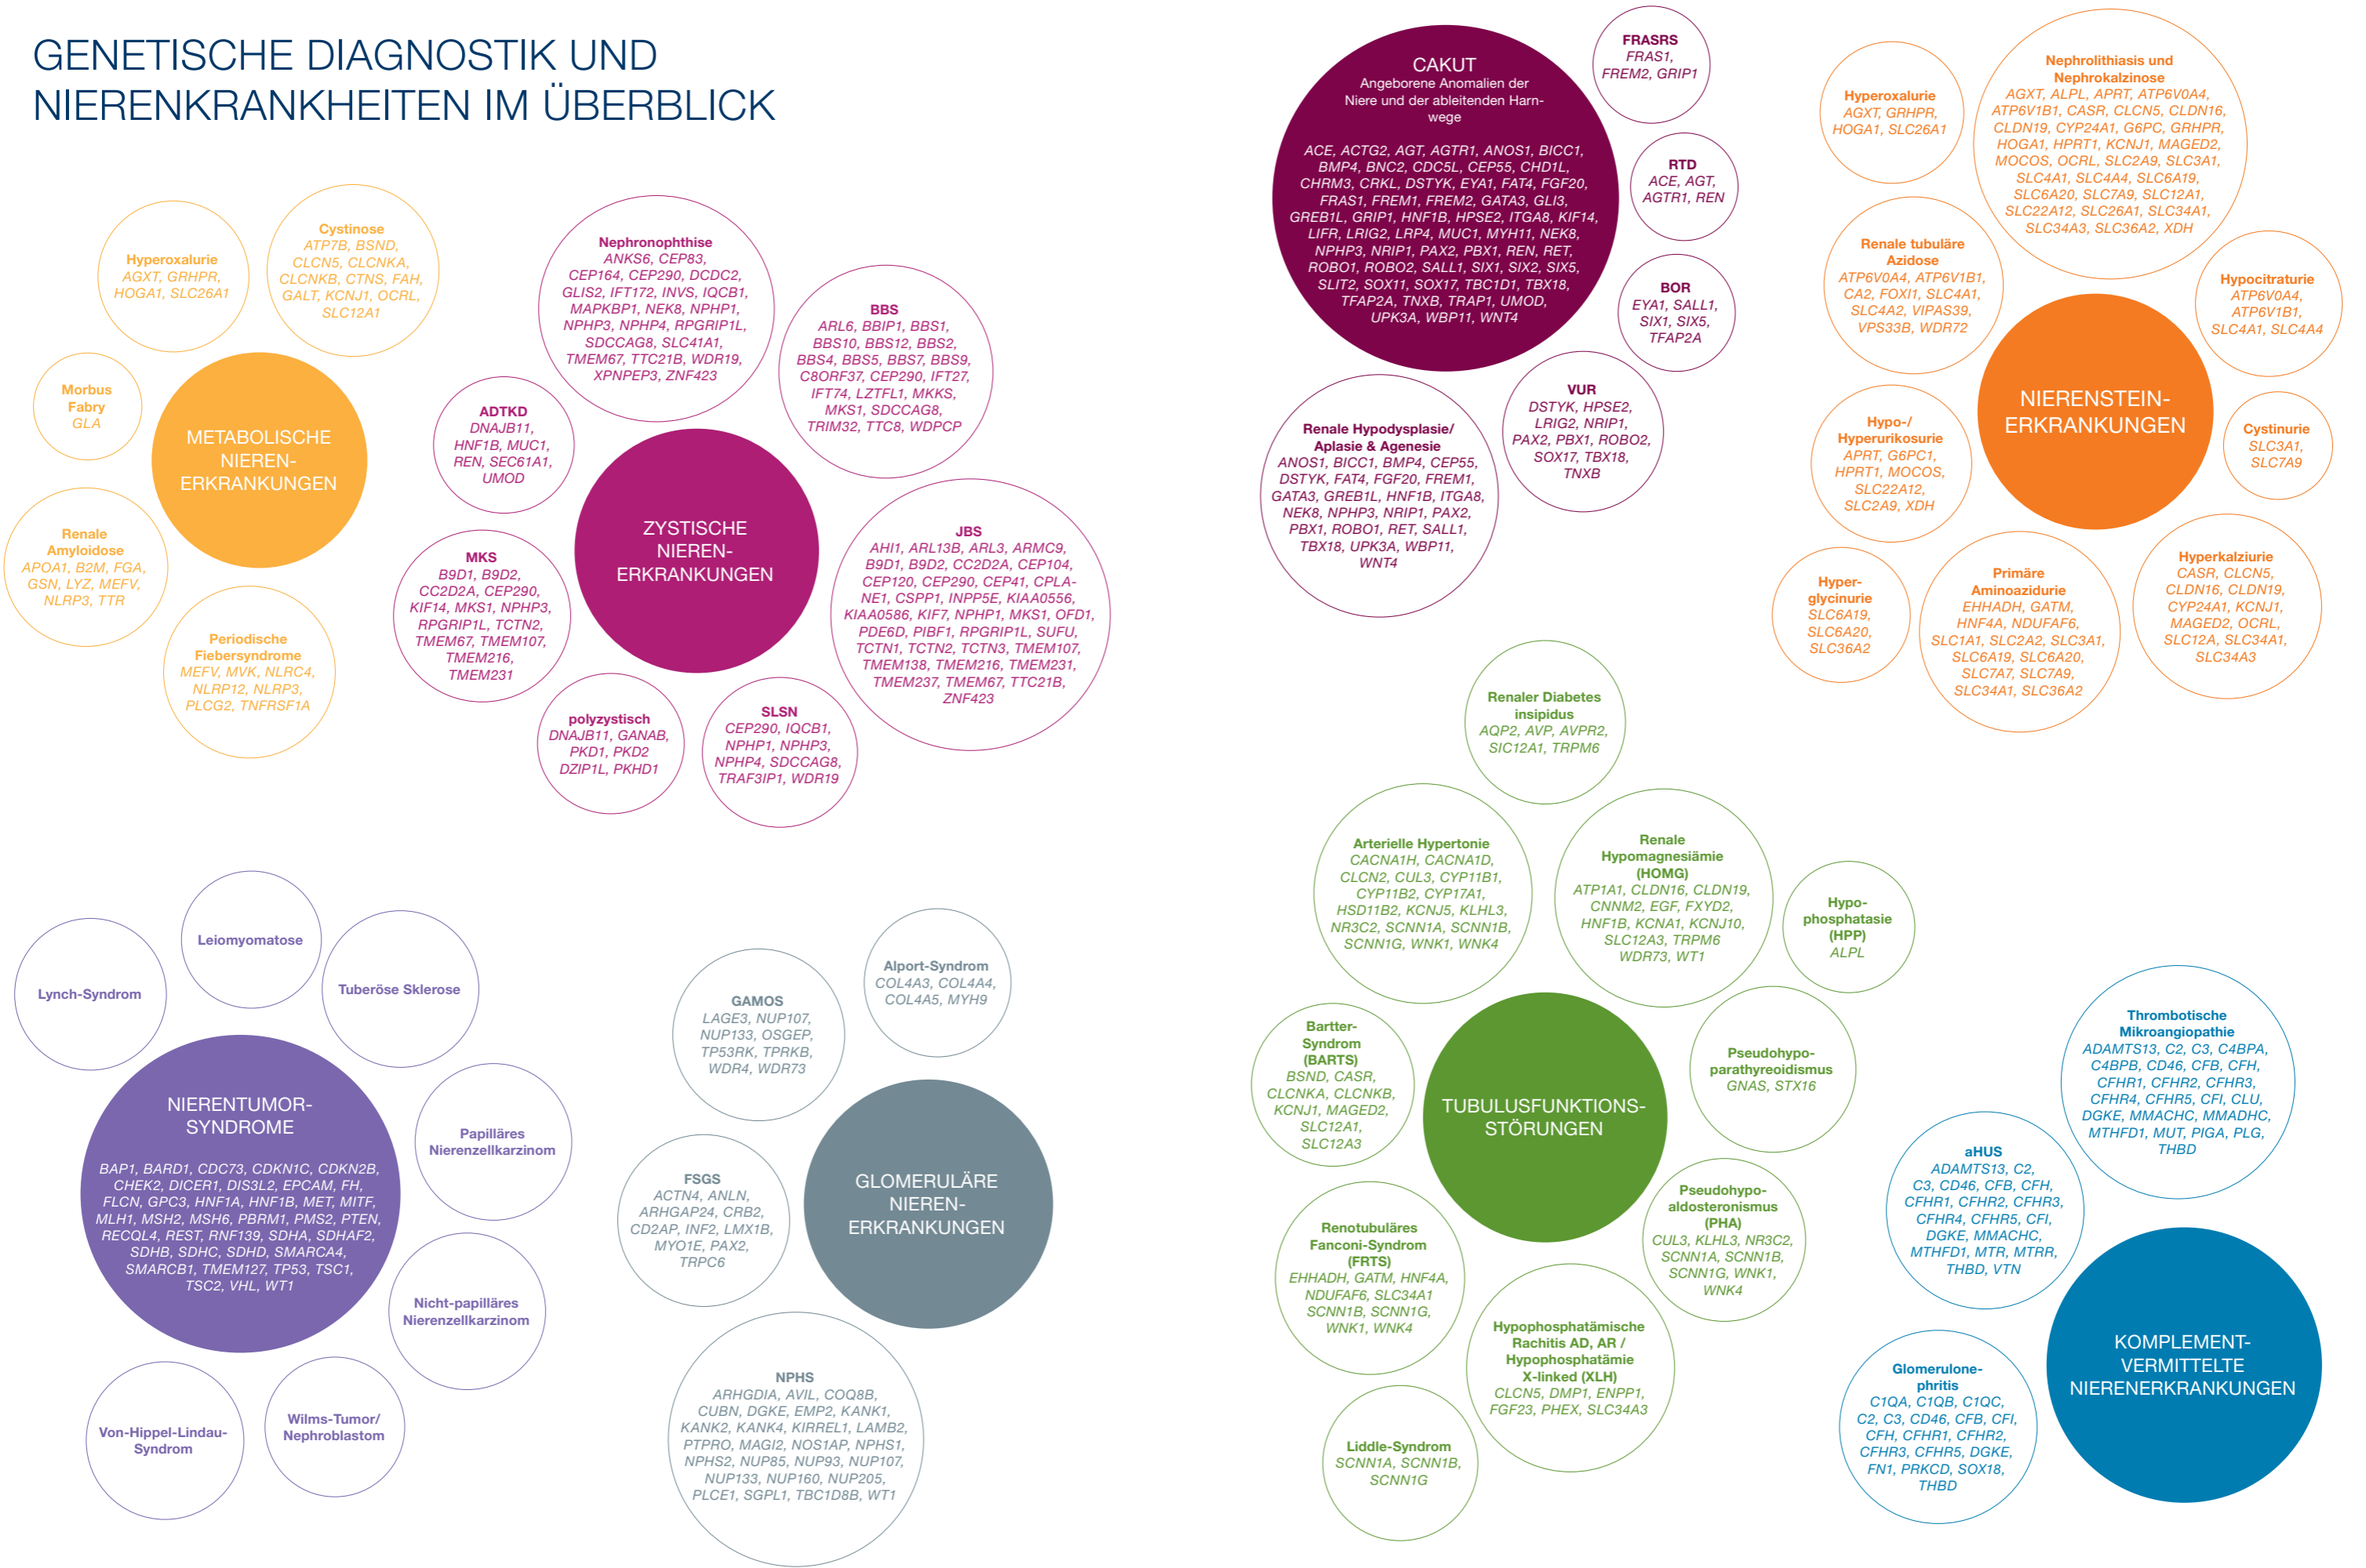 GENETISCHE DIAGNOSTIK UND
NIERENKRANKHEITEN IM ÜBERBLICK
Hyperoxalurie
AGXT, GRHPR,
HOGA1, SLC26A1
Cystinose
ATP7B, BSND,
CLCN5, CLCNKA,
CLCNKB, CTNS, FAH,
GALT, KCNJ1, OCRL,
SLC12A1
Morbus
Fabry
GLA
METABOLISCHE
NIEREN-
ERKRANKUNGEN
Renale
Amyloidose
APOA1, B2M, FGA,
GSN, LYZ, MEFV,
NLRP3, TTR
Periodische
Fiebersyndrome
MEFV, MVK, NLRC4,
NLRP12, NLRP3,
PLCG2, TNFRSF1A
Nephronophthise
ANKS6, CEP83,
CEP164, CEP290, DCDC2,
GLIS2, IFT172, INVS, IQCB1,
MAPKBP1, NEK8, NPHP1,
NPHP3, NPHP4, RPGRIP1L,
SDCCAG8, SLC41A1,
TMEM67, TTC21B, WDR19,
XPNPEP3, ZNF423
BBS
ARL6, BBIP1, BBS1,
BBS10, BBS12, BBS2,
BBS4, BBS5, BBS7, BBS9,
C8ORF37, CEP290, IFT27,
IFT74, LZTFL1, MKKS,
MKS1, SDCCAG8,
TRIM32, TTC8, WDPCP
ADTKD
DNAJB11,
HNF1B, MUC1,
REN, SEC61A1,
UMOD
ZYSTISCHE
NIEREN-
ERKRANKUNGEN
MKS
B9D1, B9D2,
CC2D2A, CEP290,
KIF14, MKS1, NPHP3,
RPGRIP1L, TCTN2,
TMEM67, TMEM107,
TMEM216,
TMEM231
JBS
AHI1, ARL13B, ARL3, ARMC9,
B9D1, B9D2, CC2D2A, CEP104,
CEP120, CEP290, CEP41, CPLA-
NE1, CSPP1, INPP5E, KIAA0556,
KIAA0586, KIF7, NPHP1, MKS1, OFD1,
PDE6D, PIBF1, RPGRIP1L, SUFU,
TCTN1, TCTN2, TCTN3, TMEM107,
TMEM138, TMEM216, TMEM231,
TMEM237, TMEM67, TTC21B,
ZNF423
polyzystisch
DNAJB11, GANAB,
PKD1, PKD2
DZIP1L, PKHD1
SLSN
CEP290, IQCB1,
NPHP1, NPHP3,
NPHP4, SDCCAG8,
TRAF3IP1, WDR19
CAKUT
Angeborene Anomalien der
Niere und der ableitenden Harn-
wege
ACE, ACTG2, AGT, AGTR1, ANOS1, BICC1,
BMP4, BNC2, CDC5L, CEP55, CHD1L,
CHRM3, CRKL, DSTYK, EYA1, FAT4, FGF20,
FRAS1, FREM1, FREM2, GATA3, GLI3,
GREB1L, GRIP1, HNF1B, HPSE2, ITGA8, KIF14,
LIFR, LRIG2, LRP4, MUC1, MYH11, NEK8,
NPHP3, NRIP1, PAX2, PBX1, REN, RET,
ROBO1, ROBO2, SALL1, SIX1, SIX2, SIX5,
SLIT2, SOX11, SOX17, TBC1D1, TBX18,
TFAP2A, TNXB, TRAP1, UMOD,
UPK3A, WBP11, WNT4
FRASRS
FRAS1,
FREM2, GRIP1
RTD
ACE, AGT,
AGTR1, REN
BOR
EYA1, SALL1,
SIX1, SIX5,
TFAP2A
VUR
DSTYK, HPSE2,
LRIG2, NRIP1,
PAX2, PBX1, ROBO2,
SOX17, TBX18,
TNXB
Renale Hypodysplasie/
Aplasie & Agenesie
ANOS1, BICC1, BMP4, CEP55,
DSTYK, FAT4, FGF20, FREM1,
GATA3, GREB1L, HNF1B, ITGA8,
NEK8, NPHP3, NRIP1, PAX2,
PBX1, ROBO1, RET, SALL1,
TBX18, UPK3A, WBP11,
WNT4
Hyperoxalurie
AGXT, GRHPR,
HOGA1, SLC26A1
Nephrolithiasis und
Nephrokalzinose
AGXT, ALPL, APRT, ATP6V0A4,
ATP6V1B1, CASR, CLCN5, CLDN16,
CLDN19, CYP24A1, G6PC, GRHPR,
HOGA1, HPRT1, KCNJ1, MAGED2,
MOCOS, OCRL, SLC2A9, SLC3A1,
SLC4A1, SLC4A4, SLC6A19,
SLC6A20, SLC7A9, SLC12A1,
SLC22A12, SLC26A1, SLC34A1,
SLC34A3, SLC36A2, XDH
Renale tubuläre
Azidose
ATP6V0A4, ATP6V1B1,
CA2, FOXI1, SLC4A1,
SLC4A2, VIPAS39,
VPS33B, WDR72
Hypocitraturie
ATP6V0A4,
ATP6V1B1,
SLC4A1, SLC4A4
NIERENSTEIN-
ERKRANKUNGEN
Hypo-/
Hyperurikosurie
APRT, G6PC1,
HPRT1, MOCOS,
SLC22A12,
SLC2A9, XDH
Cystinurie
SLC3A1,
SLC7A9
Hyper-
glycinurie
SLC6A19,
SLC6A20,
SLC36A2
Primäre
Aminoazidurie
EHHADH, GATM,
HNF4A, NDUFAF6,
SLC1A1, SLC2A2, SLC3A1,
SLC6A19, SLC6A20,
SLC7A7, SLC7A9,
SLC34A1, SLC36A2
Hyperkalziurie
CASR, CLCN5,
CLDN16, CLDN19,
CYP24A1, KCNJ1,
MAGED2, OCRL,
SLC12A, SLC34A1,
SLC34A3
Lynch-Syndrom
Leiomyomatose
Tuberöse Sklerose
NIERENTUMOR-
SYNDROME
BAP1, BARD1, CDC73, CDKN1C, CDKN2B,
CHEK2, DICER1, DIS3L2, EPCAM, FH,
FLCN, GPC3, HNF1A, HNF1B, MET, MITF,
MLH1, MSH2, MSH6, PBRM1, PMS2, PTEN,
RECQL4, REST, RNF139, SDHA, SDHAF2,
SDHB, SDHC, SDHD, SMARCA4,
SMARCB1, TMEM127, TP53, TSC1,
TSC2, VHL, WT1
Papilläres
Nierenzellkarzinom
Nicht-papilläres
Nierenzellkarzinom
Von-Hippel-Lindau-
Syndrom
Wilms-Tumor/
Nephroblastom
GAMOS
LAGE3, NUP107,
NUP133, OSGEP,
TP53RK, TPRKB,
WDR4, WDR73
Alport-Syndrom
COL4A3, COL4A4,
COL4A5, MYH9
FSGS
ACTN4, ANLN,
ARHGAP24, CRB2,
CD2AP, INF2, LMX1B,
MYO1E, PAX2,
TRPC6
GLOMERULÄRE
NIEREN-
ERKRANKUNGEN
NPHS
ARHGDIA, AVIL, COQ8B,
CUBN, DGKE, EMP2, KANK1,
KANK2, KANK4, KIRREL1, LAMB2,
PTPRO, MAGI2, NOS1AP, NPHS1,
NPHS2, NUP85, NUP93, NUP107,
NUP133, NUP160, NUP205,
PLCE1, SGPL1, TBC1D8B, WT1
Renaler Diabetes
insipidus
AQP2, AVP, AVPR2,
SIC12A1, TRPM6
Arterielle Hypertonie
CACNA1H, CACNA1D,
CLCN2, CUL3, CYP11B1,
CYP11B2, CYP17A1,
HSD11B2, KCNJ5, KLHL3,
NR3C2, SCNN1A, SCNN1B,
SCNN1G, WNK1, WNK4
Renale
Hypomagnesiämie
(HOMG)
ATP1A1, CLDN16, CLDN19,
CNNM2, EGF, FXYD2,
HNF1B, KCNA1, KCNJ10,
SLC12A3, TRPM6
WDR73, WT1
Hypo-
phosphatasie
(HPP)
ALPL
Bartter-
Syndrom
(BARTS)
BSND, CASR,
CLCNKA, CLCNKB,
KCNJ1, MAGED2,
SLC12A1,
SLC12A3
TUBULUSFUNKTIONS-
STÖRUNGEN
Pseudohypo-
parathyreoidismus
GNAS, STX16
Pseudohypo-
aldosteronismus
(PHA)
CUL3, KLHL3, NR3C2,
SCNN1A, SCNN1B,
SCNN1G, WNK1,
WNK4
Renotubuläres
Fanconi-Syndrom
(FRTS)
EHHADH, GATM, HNF4A,
NDUFAF6, SLC34A1
SCNN1B, SCNN1G,
WNK1, WNK4
Hypophosphatämische
Rachitis AD, AR /
Hypophosphatämie
X-linked (XLH)
CLCN5, DMP1, ENPP1,
FGF23, PHEX, SLC34A3
Liddle-Syndrom
SCNN1A, SCNN1B,
SCNN1G
Thrombotische
Mikroangiopathie
ADAMTS13, C2, C3, C4BPA,
C4BPB, CD46, CFB, CFH,
CFHR1, CFHR2, CFHR3,
CFHR4, CFHR5, CFI, CLU,
DGKE, MMACHC, MMADHC,
MTHFD1, MUT, PIGA, PLG,
THBD
aHUS
ADAMTS13, C2,
C3, CD46, CFB, CFH,
CFHR1, CFHR2, CFHR3,
CFHR4, CFHR5, CFI,
DGKE, MMACHC,
MTHFD1, MTR, MTRR,
THBD, VTN
KOMPLEMENT-
VERMITTELTE
NIERENERKRANKUNGEN
Glomerulone-
phritis
C1QA, C1QB, C1QC,
C2, C3, CD46, CFB, CFI,
CFH, CFHR1, CFHR2,
CFHR3, CFHR5, DGKE,
FN1, PRKCD, SOX18,
THBD